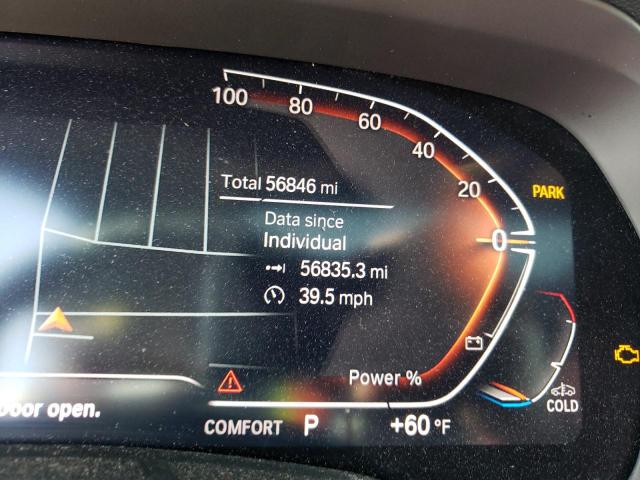 100 80 60 40 20 0
PARK
Total 56846 mi
Data since
Individual
56835.3 mi
39.5 mph
Power %
COLD
open.
COMFORT P +60 °F